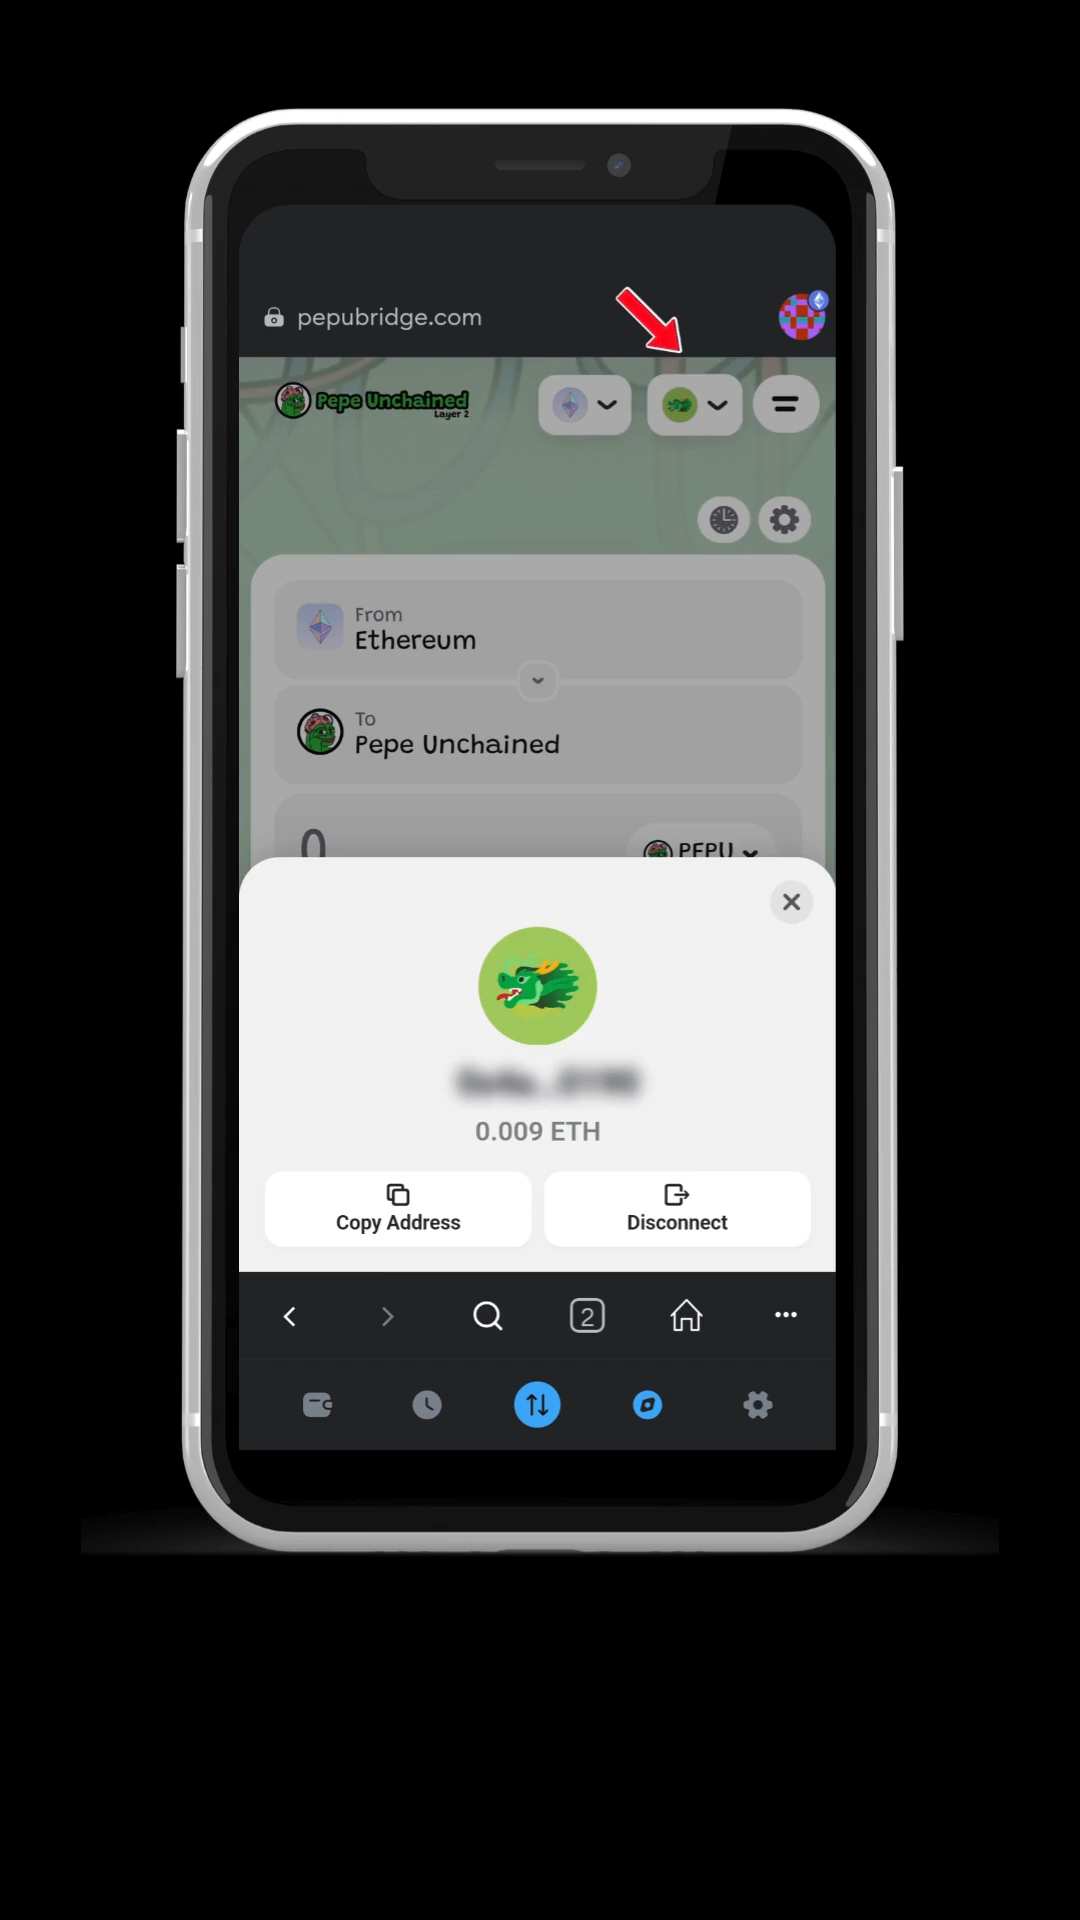 pepubridge.com
Pepe Unchained
Layer 2
From
Ethereum
To
Pepe Unchained
0
PEPU
0.009 ETH
Copy Address
Disconnect
2